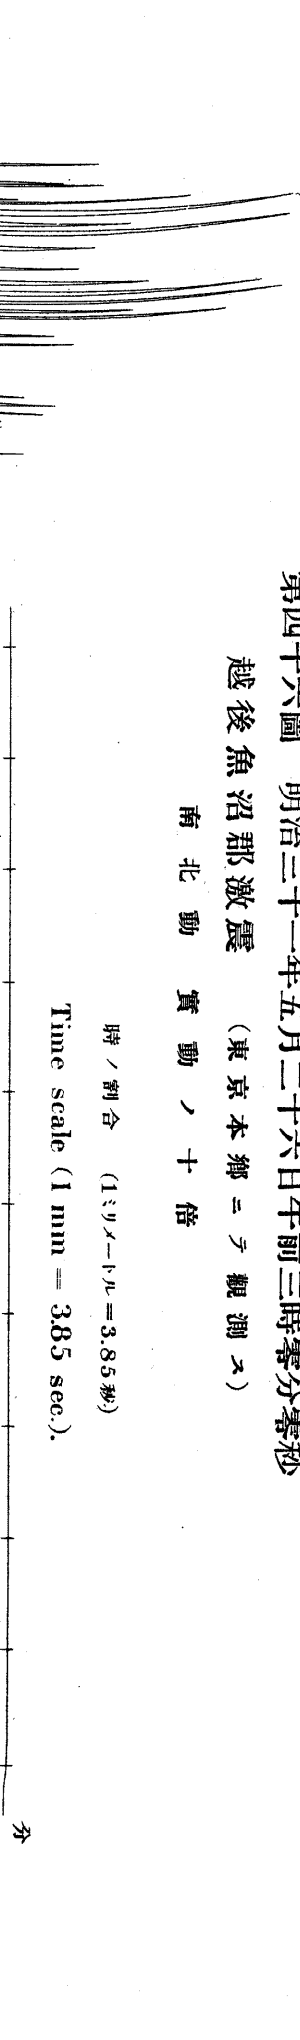 第四十六圖　明治三十一年五月二十六日午前三時零分零秒
越後魚沼郡激震　（東京本鄉ニテ觀測ス）
南北動　實動ノ十倍
時ノ割合　（1ミリメートル＝3.85秒）
Time scale (1 mm = 3.85 sec.).
分